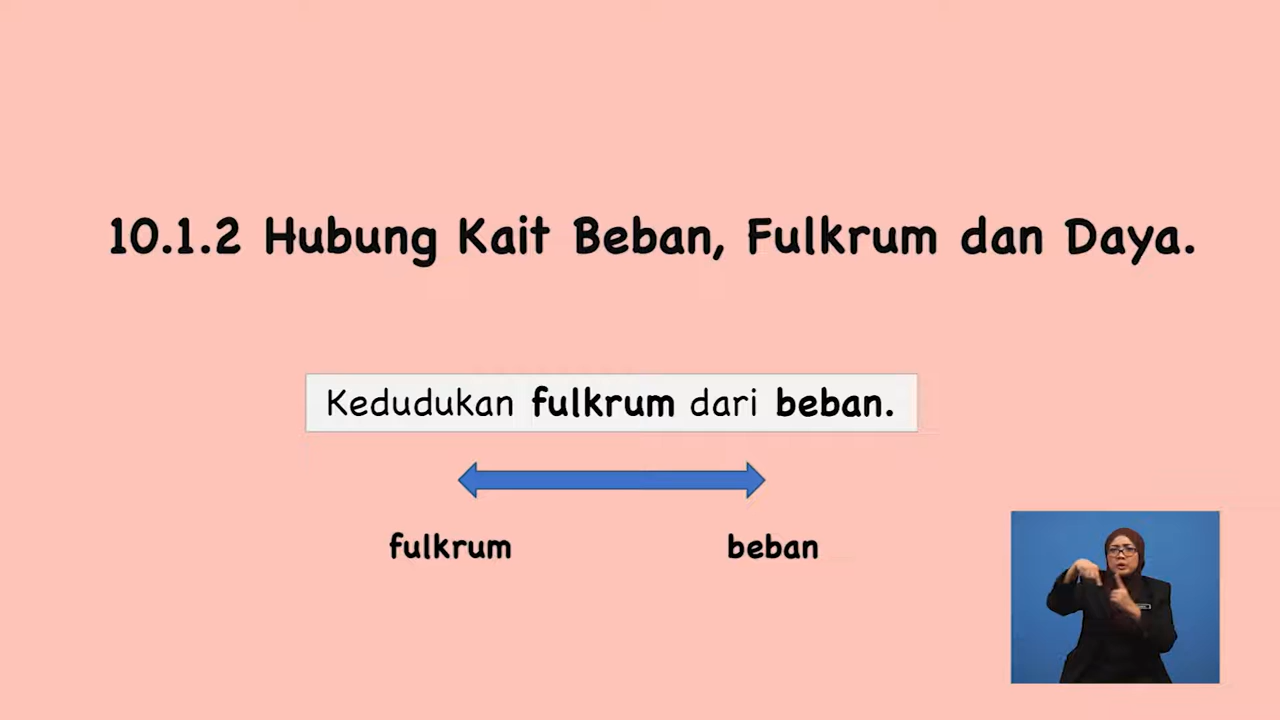 10.1.2 Hubung Kait Beban, Fulkrum dan Daya.
Kedudukan fulkrum dari beban.
fulkrum beban